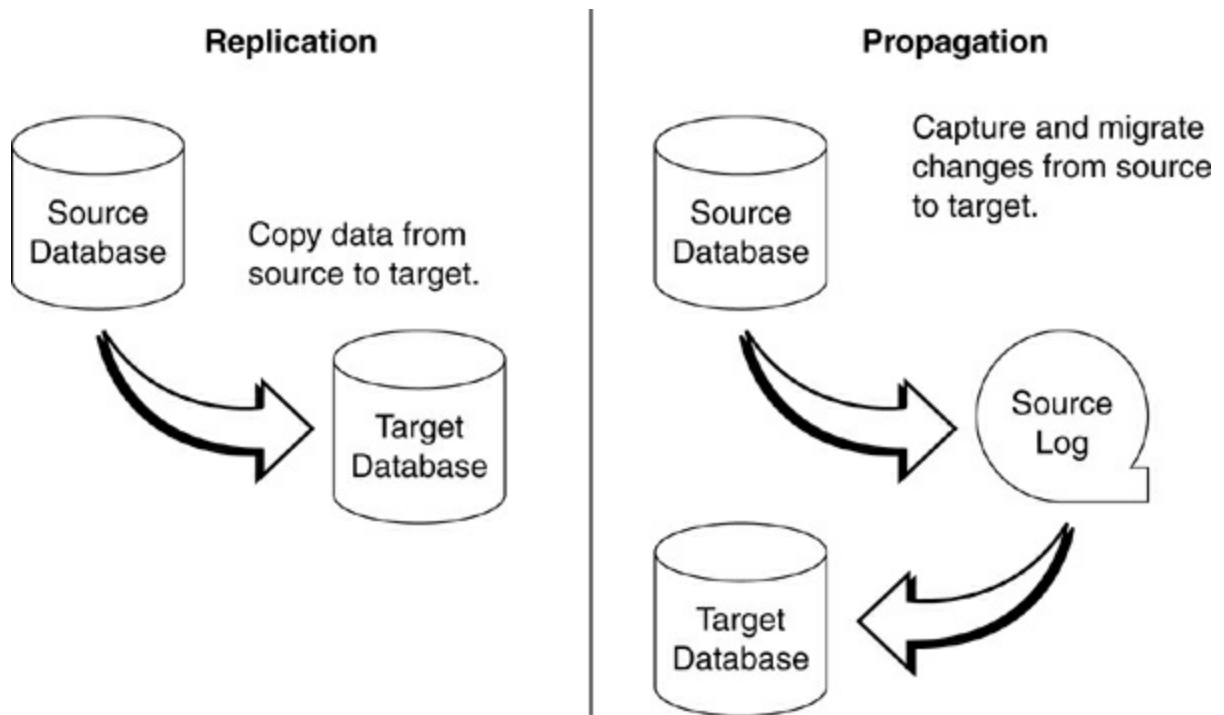 Replication
Source
Database
Copy data from
source to target.
Target
Database
Propagation
Capture and migrate
changes from source
to target.
Source
Database
Source
Log
Target
Database